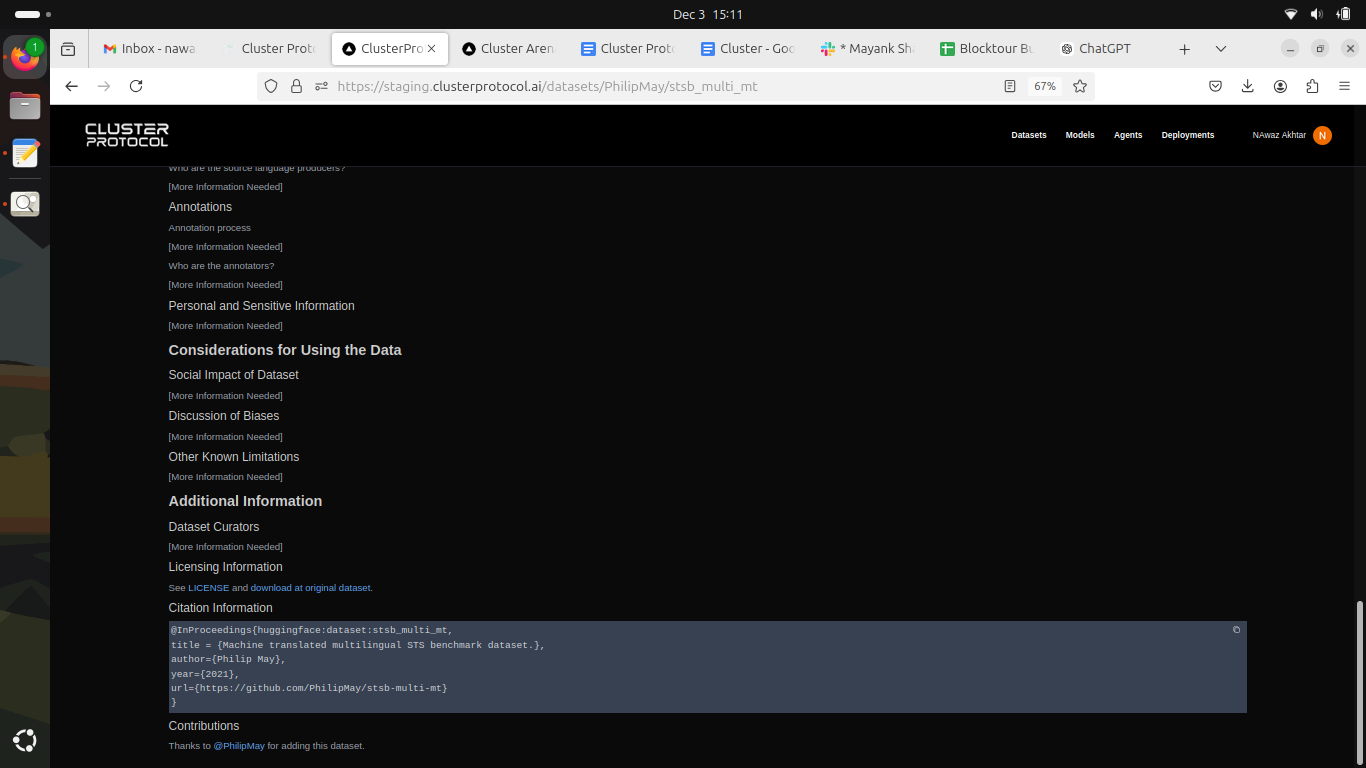 Dec 3 15:11
1
Inbox - nawa
Cluster Prot
ClusterPro
Cluster Aren
Cluster Prot
Cluster - Goo
* Mayank Sh
Blocktour Bu
ChatGPT
https://staging.clusterprotocol.ai/datasets/PhilipMay/stsb_multi_mt
67%
CLUSTER
PROTOCOL
Datasets
Models
Agents
Deployments
NAwaz Akhtar
N
Who are the source language producers?
[More Information Needed]
Annotations
Annotation process
[More Information Needed]
Who are the annotators?
[More Information Needed]
Personal and Sensitive Information
[More Information Needed]
Considerations for Using the Data
Social Impact of Dataset
[More Information Needed]
Discussion of Biases
[More Information Needed]
Other Known Limitations
[More Information Needed]
Additional Information
Dataset Curators
[More Information Needed]
Licensing Information
See LICENSE and download at original dataset.
Citation Information
@InProceedings{huggingface:dataset:stsb_multi_mt,
title = {Machine translated multilingual STS benchmark dataset.},
author={Philip May},
year={2021},
url={https://github.com/PhilipMay/stsb-multi-mt}
}
Contributions
Thanks to @PhilipMay for adding this dataset.